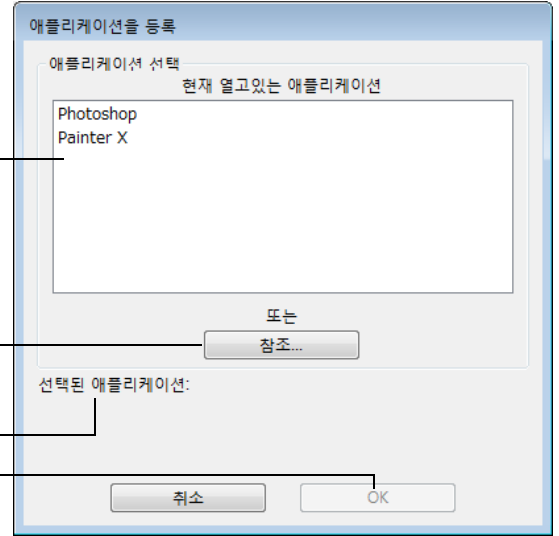 애플리케이션을 등록
애플리케이션 선택
현재 열고있는 애플리케이션
Photoshop
Painter X
또는
참조...
선택된 애플리케이션:
취소
OK